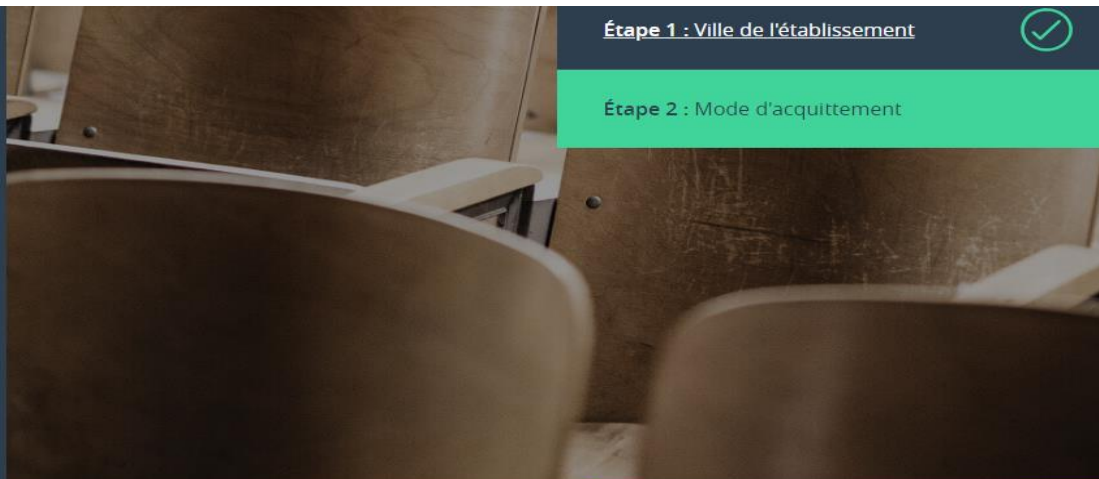 Étape 1 : Ville de l'établissement
Étape 2 : Mode d'acquittement